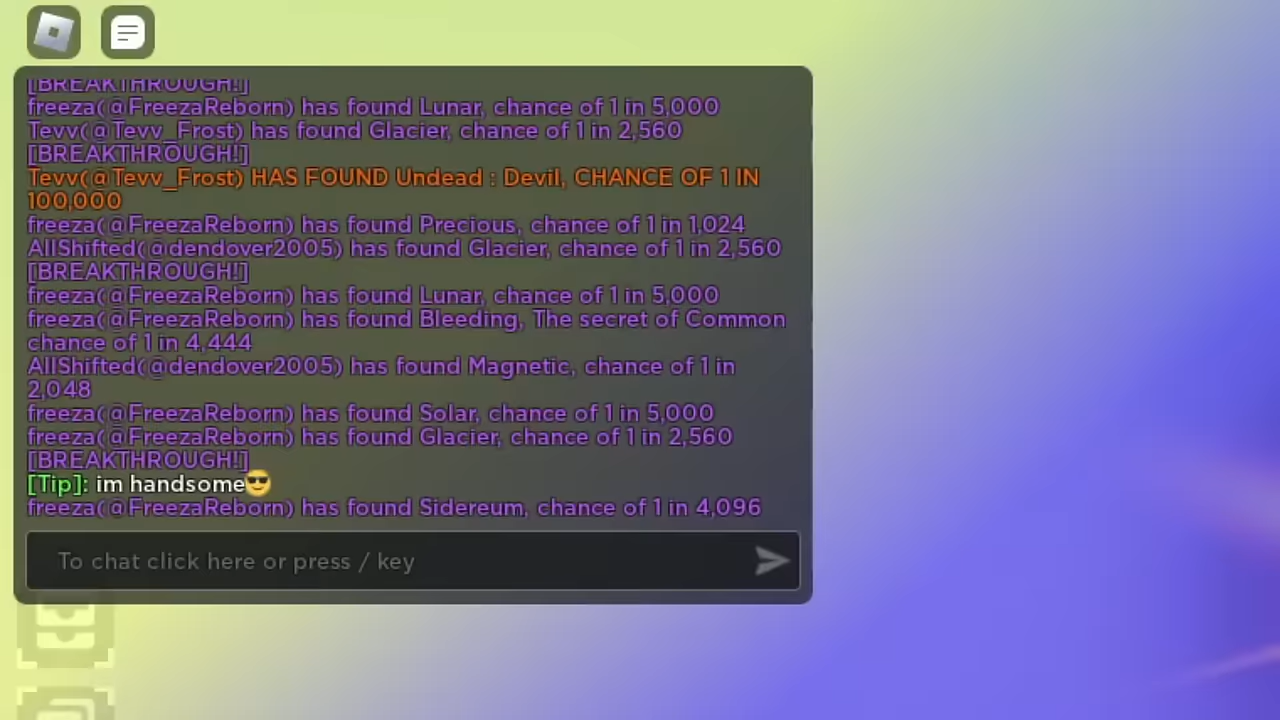 [BREAKTHROUGH!]
freeza(@FreezaReborn) has found Lunar, chance of 1 in 5,000
Tevv(@Tevv_Frost) has found Glacier, chance of 1 in 2,560
[BREAKTHROUGH!]
Tevv(@Tevv_Frost) HAS FOUND Undead : Devil, CHANCE OF 1 IN
100,000
freeza(@FreezaReborn) has found Precious, chance of 1 in 1,024
AllShifted(@dendover2005) has found Glacier, chance of 1 in 2,560
[BREAKTHROUGH!]
freeza(@FreezaReborn) has found Lunar, chance of 1 in 5,000
freeza(@FreezaReborn) has found Bleeding, The secret of Common
chance of 1 in 4,444
AllShifted(@dendover2005) has found Magnetic, chance of 1 in
2,048
freeza(@FreezaReborn) has found Solar, chance of 1 in 5,000
freeza(@FreezaReborn) has found Glacier, chance of 1 in 2,560
[BREAKTHROUGH!]
[Tip]: im handsome😎
freeza(@FreezaReborn) has found Sidereum, chance of 1 in 4,096
To chat click here or press / key